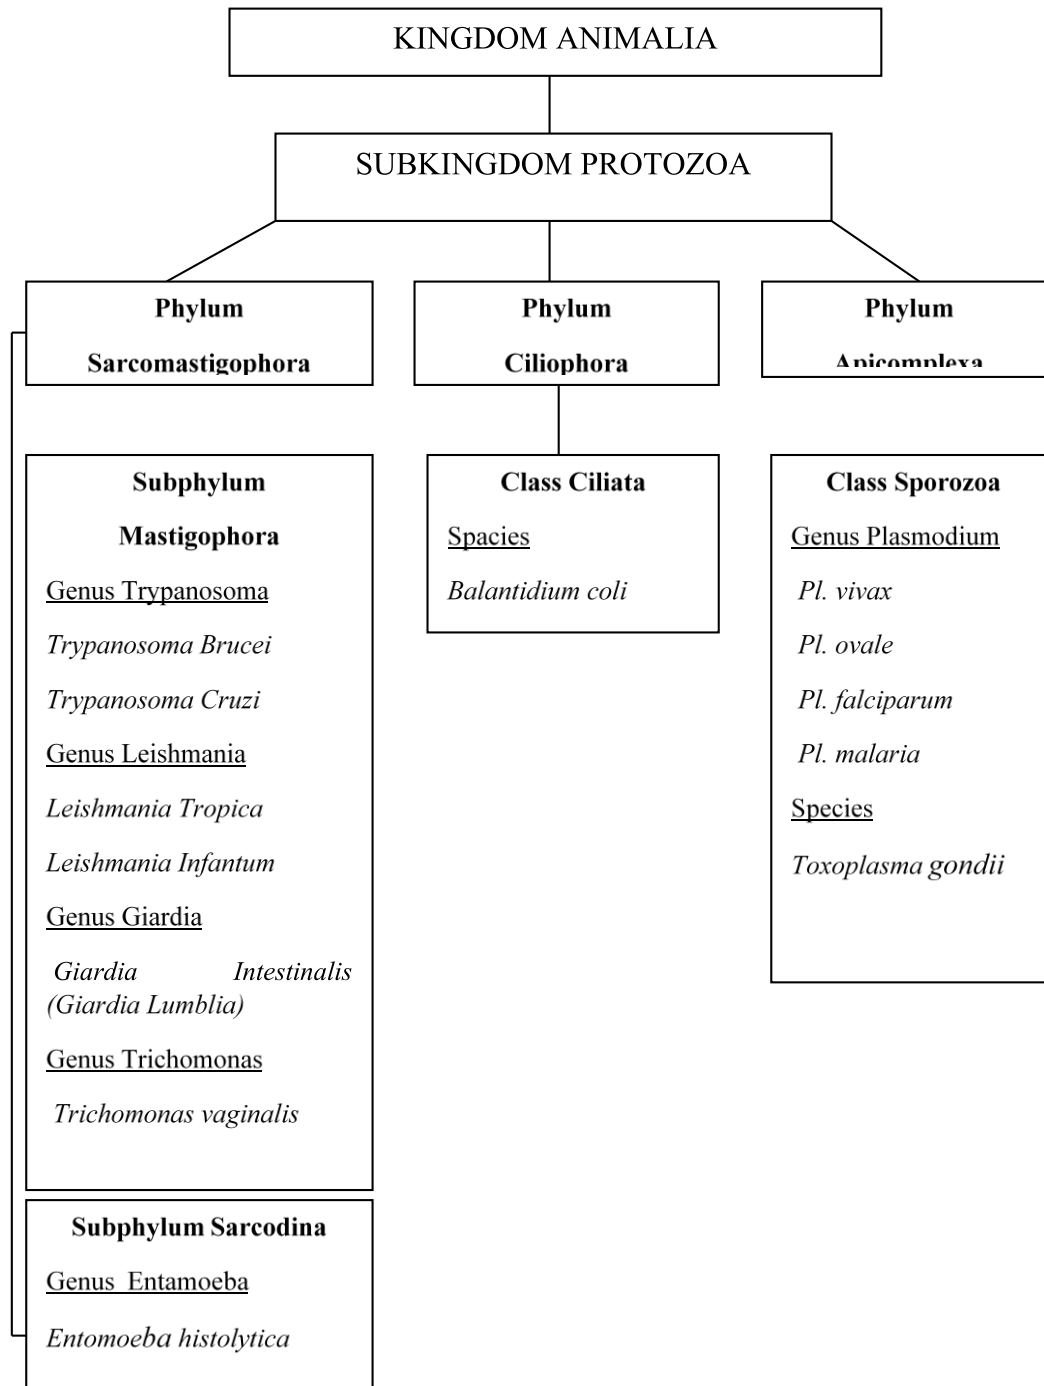 KINGDOM ANIMALIA
SUBKINGDOM PROTOZOA
Phylum
Sarcomastigophora
Phylum
Ciliophora
Phylum
Apicomplexa
Subphylum
Mastigophora
Genus Trypanosoma
Trypanosoma Brucei
Trypanosoma Cruzi
Genus Leishmania
Leishmania Tropica
Leishmania Infantum
Genus Giardia
Giardia Intestinalis
(Giardia Lumblia)
Genus Trichomonas
Trichomonas vaginalis
Class Ciliata
Spacies
Balantidium coli
Class Sporozoa
Genus Plasmodium
Pl. vivax
Pl. ovale
Pl. falciparum
Pl. malaria
Species
Toxoplasma gondii
Subphylum Sarcodina
Genus Entamoeba
Entomoeba histolytica